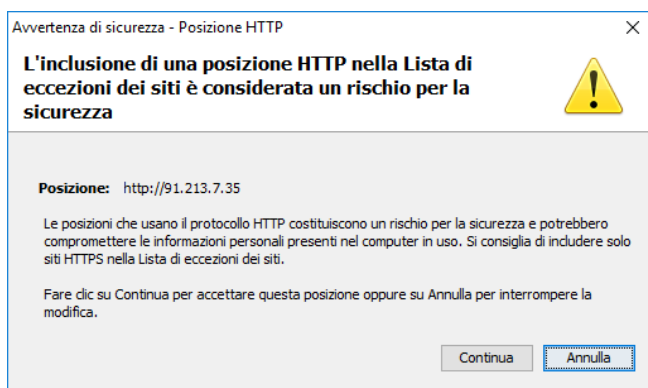 Avvertenza di sicurezza - Posizione HTTP
L'inclusione di una posizione HTTP nella Lista di
eccezioni dei siti è considerata un rischio per la
sicurezza
Posizione: http://91.213.7.35
Le posizioni che usano il protocollo HTTP costituiscono un rischio per la sicurezza e potrebbero
compromettere le informazioni personali presenti nel computer in uso. Si consiglia di includere solo
siti HTTPS nella Lista di eccezioni dei siti.
Fare clic su Continua per accettare questa posizione oppure su Annulla per interrompere la
modifica.
Continua Annulla